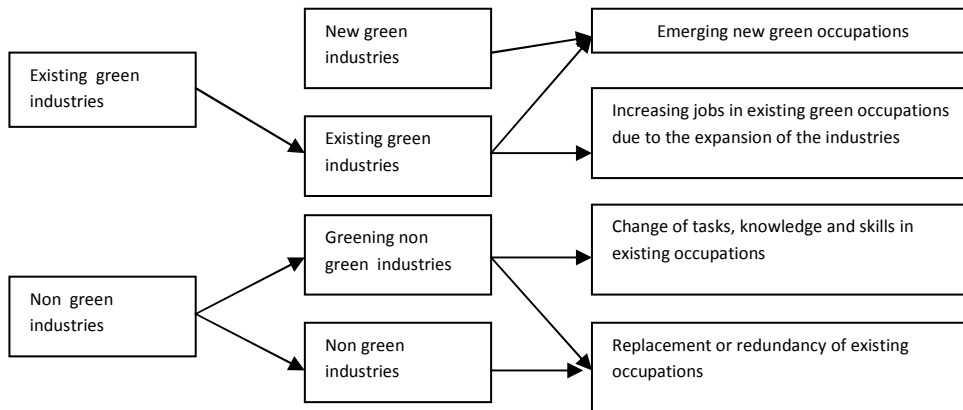 New green
industries
Emerging new green occupations
Existing green
industries
Increasing jobs in existing green occupations
due to the expansion of the industries
Existing green
industries
Greening non
green industries
Change of tasks, knowledge and skills in
existing occupations
Non green
industries
Non green
industries
Replacement or redundancy of existing
occupations